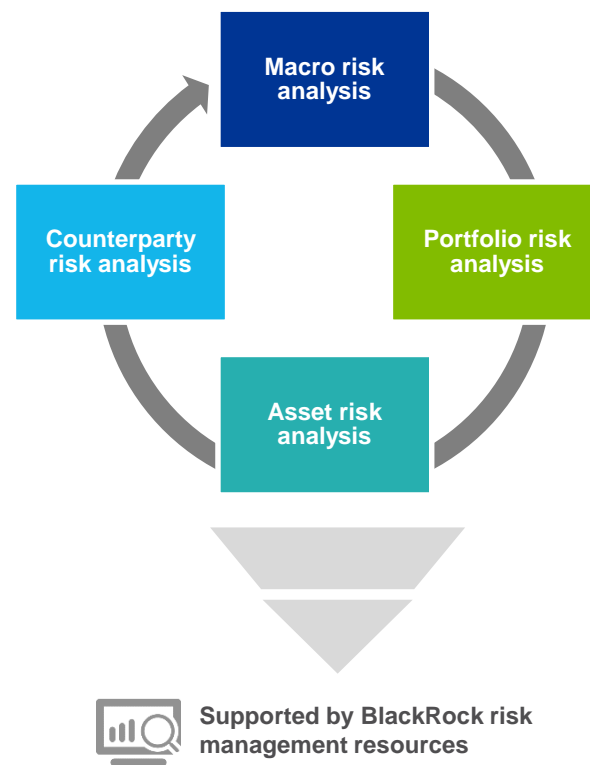 Macro risk
analysis
Counterparty
risk analysis
Portfolio risk
analysis
Asset risk
analysis
Supported by BlackRock risk
management resources